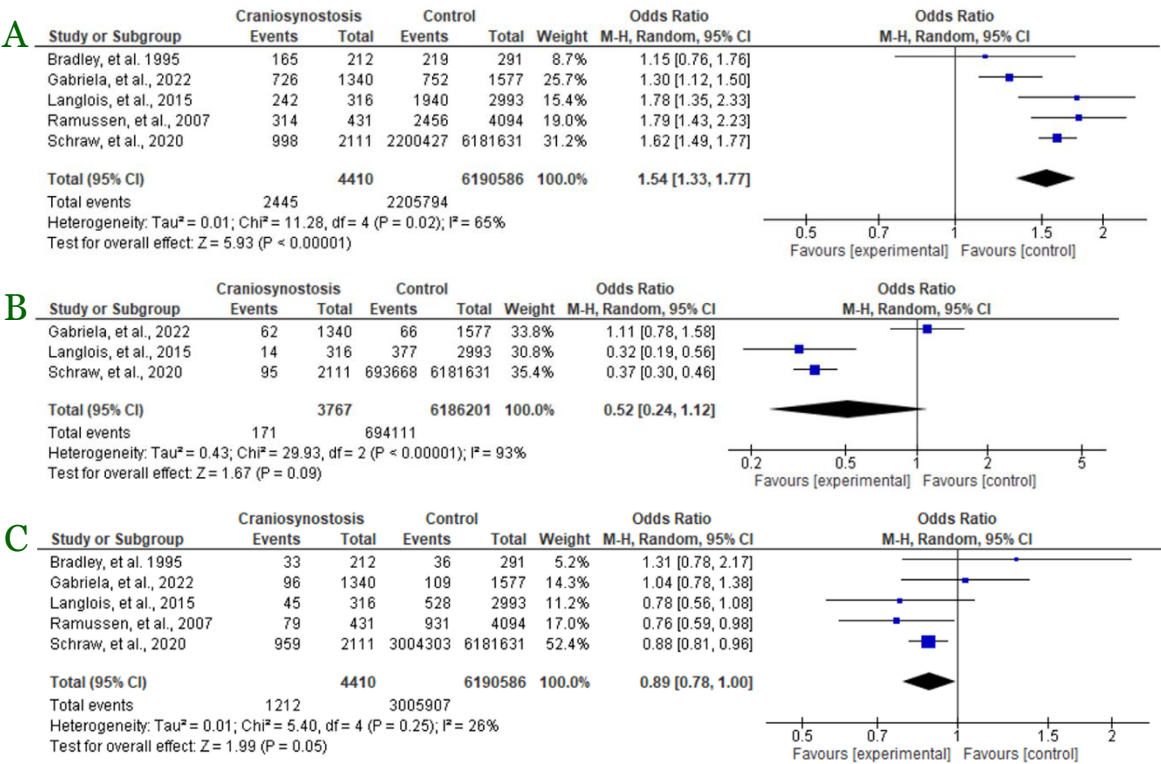 A
Craniosynostosis Control Odds Ratio Odds Ratio
Study or Subgroup Events Total Events Total Weight M-H, Random, 95% CI M-H, Random, 95% CI
Bradley, et al. 1995 165 212 219 291 8.7% 1.15 [0.76, 1.76]
Gabriela, et al., 2022 726 1340 752 1577 25.7% 1.30 [1.12, 1.50]
Langlois, et al., 2015 242 316 1940 2993 15.4% 1.78 [1.35, 2.33]
Ramussen, et al., 2007 314 431 2456 4094 19.0% 1.79 [1.43, 2.23]
Schraw, et al., 2020 998 2111 2200427 6181631 31.2% 1.62 [1.49, 1.77]
Total (95% CI) 4410 6190586 100.0% 1.54 [1.33, 1.77]
Total events 2445 2205794
Heterogeneity: Tau² = 0.01; Chi² = 11.28, df = 4 (P = 0.02); I² = 65%
Test for overall effect: Z = 5.93 (P < 0.00001)
0.5 0.7 1 1.5 2
Favours [experimental] Favours [control]
B
Craniosynostosis Control Odds Ratio Odds Ratio
Study or Subgroup Events Total Events Total Weight M-H, Random, 95% CI M-H, Random, 95% CI
Gabriela, et al., 2022 62 1340 66 1577 33.8% 1.11 [0.78, 1.58]
Langlois, et al., 2015 14 316 377 2993 30.8% 0.32 [0.19, 0.56]
Schraw, et al., 2020 95 2111 693668 6181631 35.4% 0.37 [0.30, 0.46]
Total (95% CI) 3767 6186201 100.0% 0.52 [0.24, 1.12]
Total events 171 694111
Heterogeneity: Tau² = 0.43; Chi² = 29.93, df = 2 (P < 0.00001); I² = 93%
Test for overall effect: Z = 1.67 (P = 0.09)
0.2 0.5 1 2 5
Favours [experimental] Favours [control]
C
Craniosynostosis Control Odds Ratio Odds Ratio
Study or Subgroup Events Total Events Total Weight M-H, Random, 95% CI M-H, Random, 95% CI
Bradley, et al. 1995 33 212 36 291 5.2% 1.31 [0.78, 2.17]
Gabriela, et al., 2022 96 1340 109 1577 14.3% 1.04 [0.78, 1.38]
Langlois, et al., 2015 45 316 528 2993 11.2% 0.78 [0.56, 1.08]
Ramussen, et al., 2007 79 431 931 4094 17.0% 0.76 [0.59, 0.98]
Schraw, et al., 2020 959 2111 3004303 6181631 52.4% 0.88 [0.81, 0.96]
Total (95% CI) 4410 6190586 100.0% 0.89 [0.78, 1.00]
Total events 1212 3005907
Heterogeneity: Tau² = 0.01; Chi² = 5.40, df = 4 (P = 0.25); I² = 26%
Test for overall effect: Z = 1.99 (P = 0.05)
0.5 0.7 1 1.5 2
Favours [experimental] Favours [control]